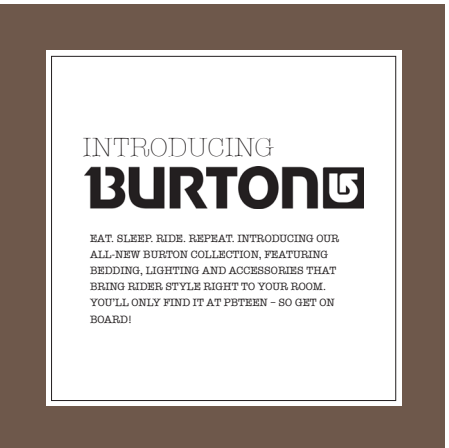 INTRODUCING
BURTON
EAT. SLEEP. RIDE. REPEAT. INTRODUCING OUR
ALL-NEW BURTON COLLECTION, FEATURING
BEDDING, LIGHTING AND ACCESSORIES THAT
BRING RIDER STYLE RIGHT TO YOUR ROOM.
YOU'LL ONLY FIND IT AT PBTEEN – SO GET ON
BOARD!